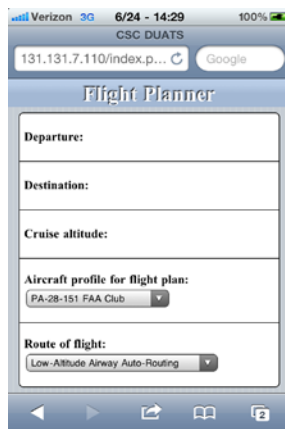 Verizon 3G 6/24 - 14:29 100%
CSC DUATS
131.131.7.110/index.p... Google
Flight Planner
Departure:
Destination:
Cruise altitude:
Aircraft profile for flight plan:
PA-28-151 FAA Club
Route of flight:
Low-Altitude Airway Auto-Routing
2